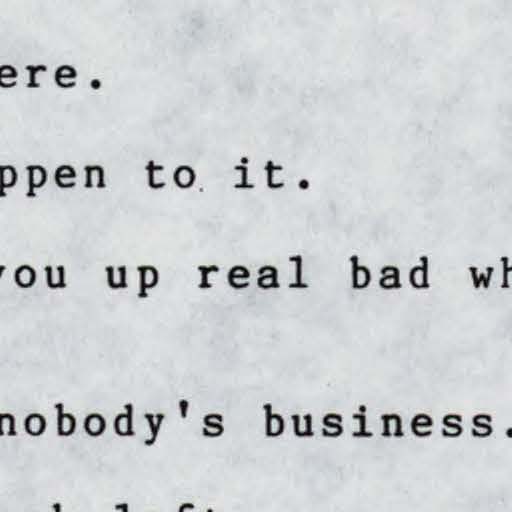 ere.
ppen to. it.
you up real bad wh
nobody's business.